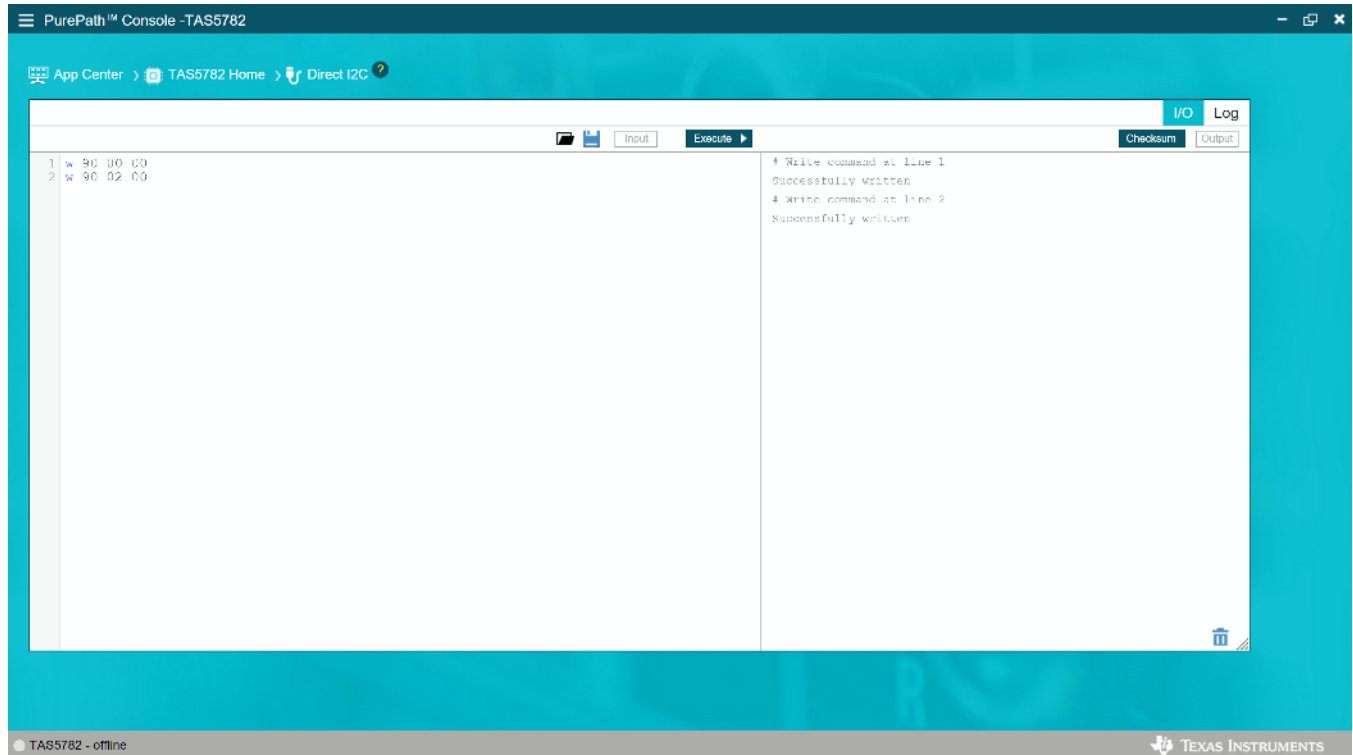 PurePath™ Console -TAS5782
App Center > TAS5782 Home > Direct I2C ?
I/O Log
Input Execute Checksum Output
1 w 90 00 00
2 w 90 02 00
# Write command at line 1
Successfully written
# Write command at line 2
Successfully written
TAS5782 - offline
TEXAS INSTRUMENTS